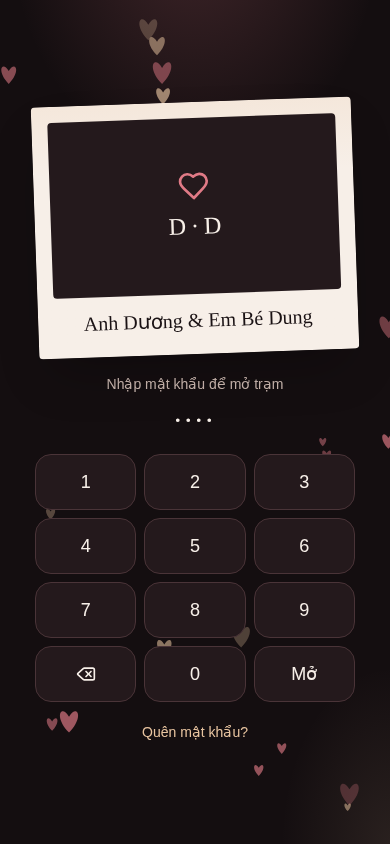 D · D
Anh Dương & Em Bé Dung
Nhập mật khẩu để mở trạm
••••
1 2 3
4 5 6
7 8 9
0 Mở
Quên mật khẩu?